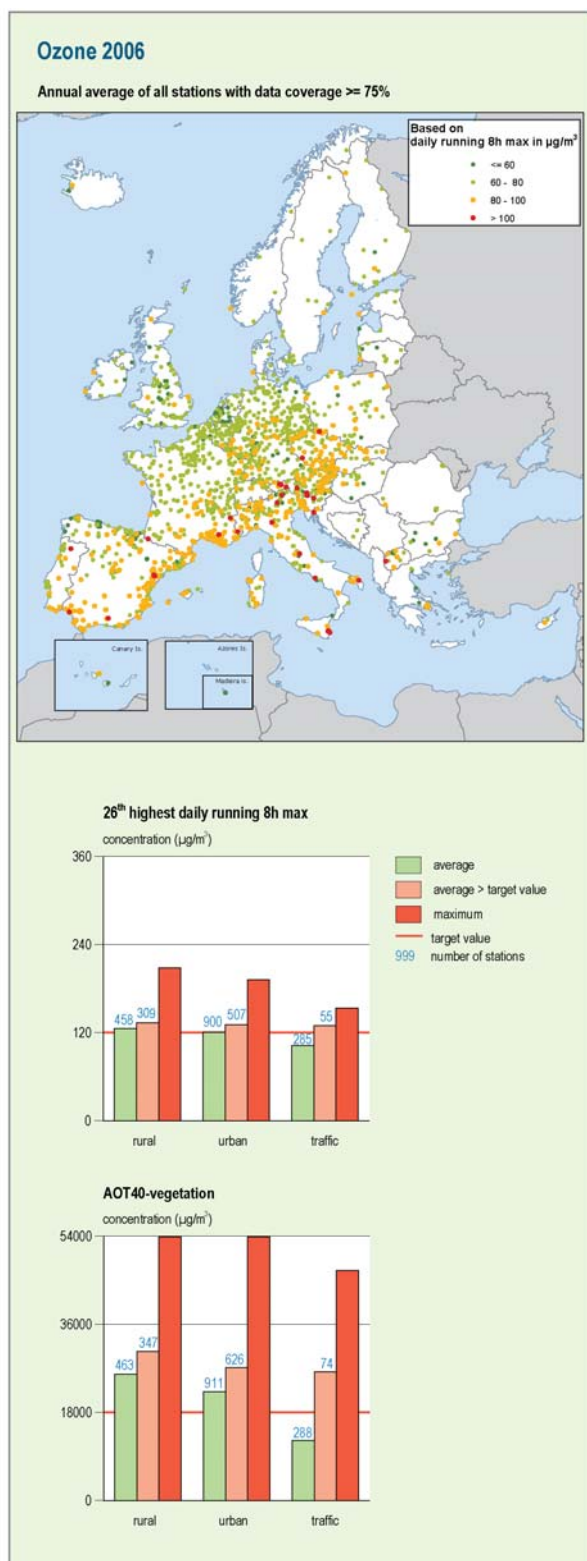 Ozone 2006
Annual average of all stations with data coverage >= 75%
Based on
daily running 8h max in µg/m³
<= 60
60 - 80
80 - 100
> 100
Canary Is.
Azores Is.
Madiera is.
26th highest daily running 8h max
concentration (µg/m³)
360
240
120
0
458
309
900
507
285
55
rural
urban
traffic
average
average > target value
maximum
target value
999 number of stations
AOT40-vegetation
concentration (µg/m³)
54000
36000
18000
0
463
347
911
626
288
74
rural
urban
traffic